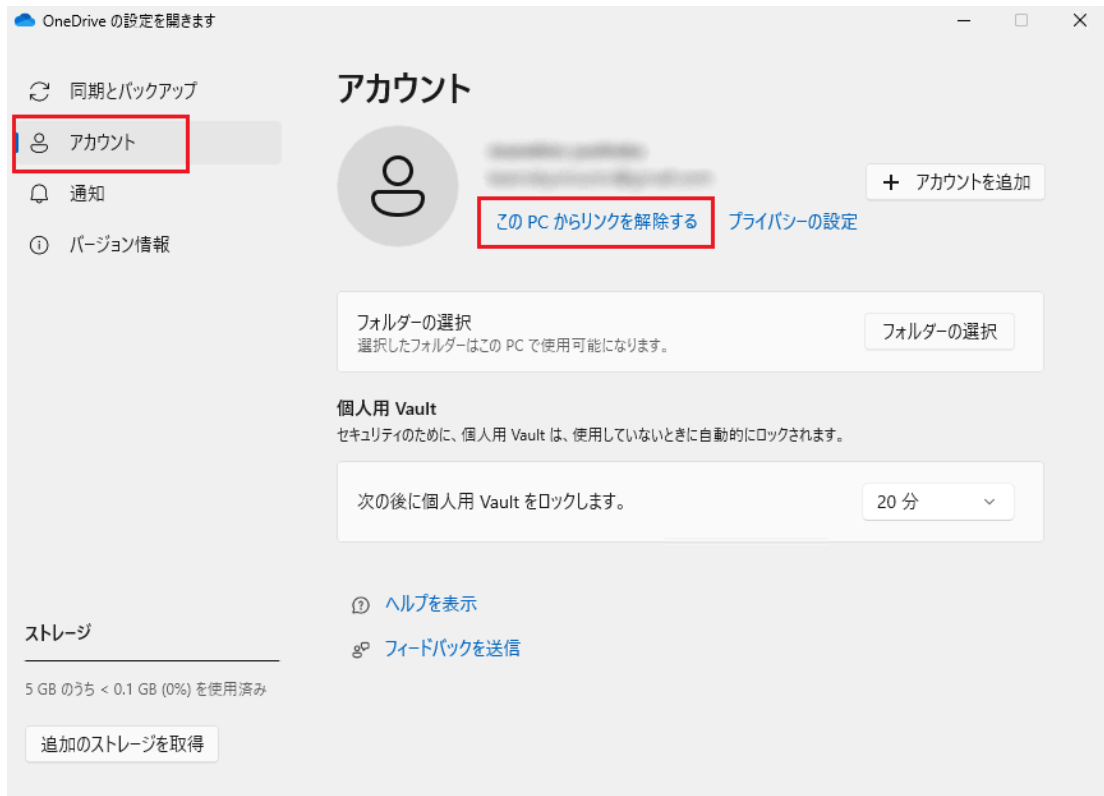 OneDrive の設定を開きます
同期とバックアップ
アカウント
通知
バージョン情報
アカウント
アカウントを追加
この PC からリンクを解除する
プライバシーの設定
フォルダーの選択
選択したフォルダーはこの PC で使用可能になります。
フォルダーの選択
個人用 Vault
セキュリティのために、個人用 Vault は、使用していないときに自動的にロックされます。
次の後に個人用 Vault をロックします。
20 分
ヘルプを表示
フィードバックを送信
ストレージ
5 GB のうち < 0.1 GB (0%) を使用済み
追加のストレージを取得